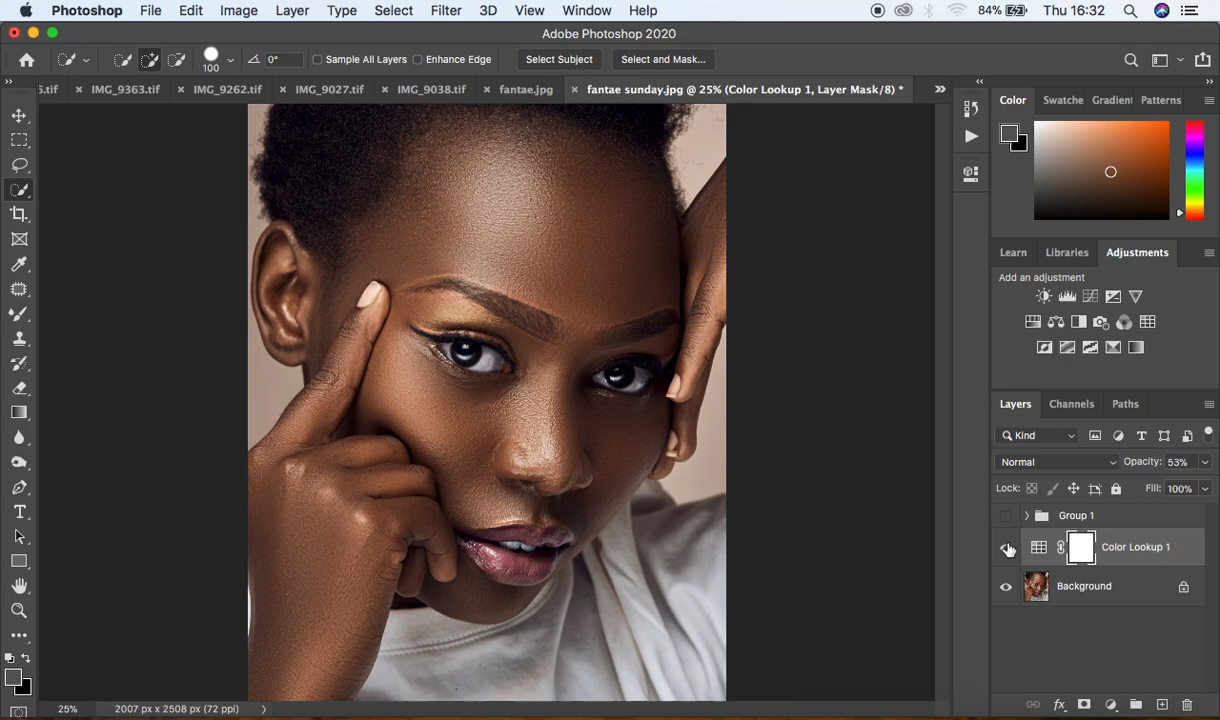 Photoshop File Edit Image Layer Type Select Filter 3D View Window Help 84% Thu 16:32
Adobe Photoshop 2020
100 0° Sample All Layers Enhance Edge Select Subject Select and Mask...
5.tif × IMG_9363.tif × IMG_9262.tif × IMG_9027.tif × IMG_9038.tif × fantae.jpg × fantae sunday.jpg @ 25% (Color Lookup 1, Layer Mask/8) *
Color Swatche Gradient Patterns
Learn Libraries Adjustments
Add an adjustment
Layers Channels Paths
Kind
Normal Opacity: 53%
Lock: Fill: 100%
Group 1
Color Lookup 1
Background
25% 2007 px x 2508 px (72 ppi)